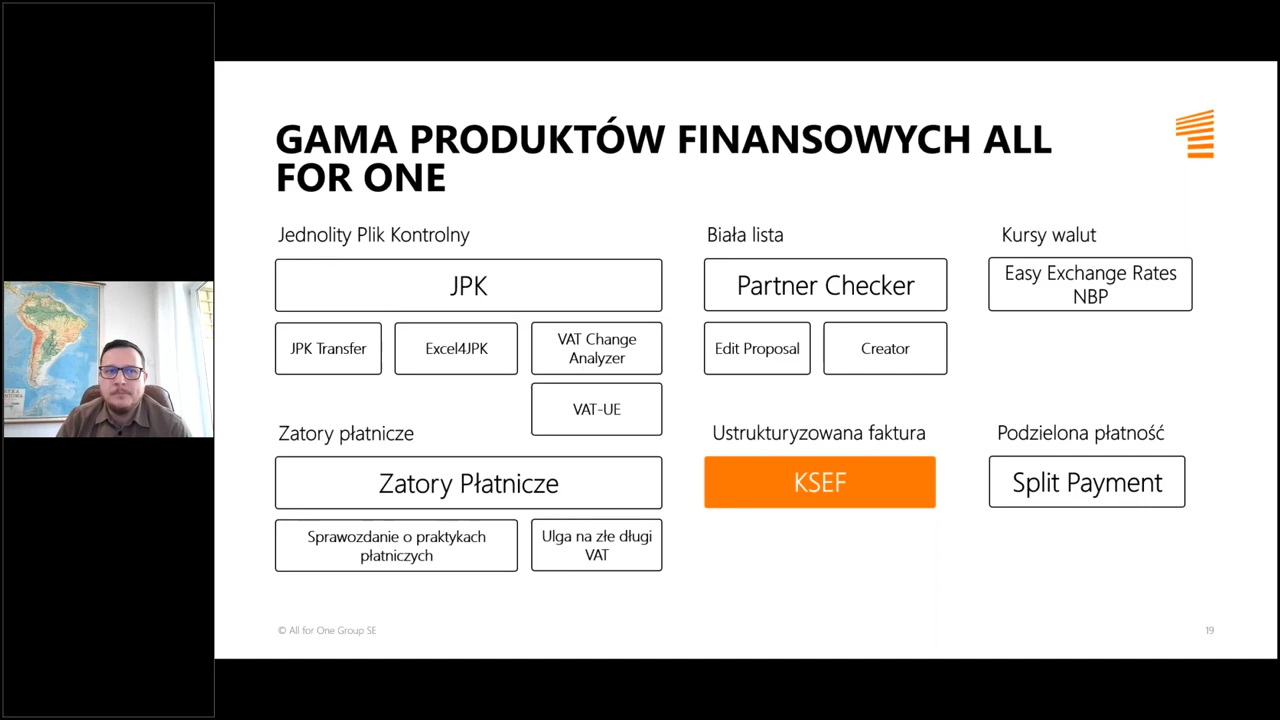 GAMA PRODUKTÓW FINANSOWYCH ALL
FOR ONE
Jednolity Plik Kontrolny
JPK
JPK Transfer
Excel4JPK
VAT Change
Analyzer
VAT-UE
Biała lista
Partner Checker
Edit Proposal
Creator
Kursy walut
Easy Exchange Rates
NBP
Zatory płatnicze
Zatory Płatnicze
Sprawozdanie o praktykach
płatniczych
Ulga na złe długi
VAT
Ustrukturyzowana faktura
KSEF
Podzielona płatność
Split Payment
© All for One Group SE
19